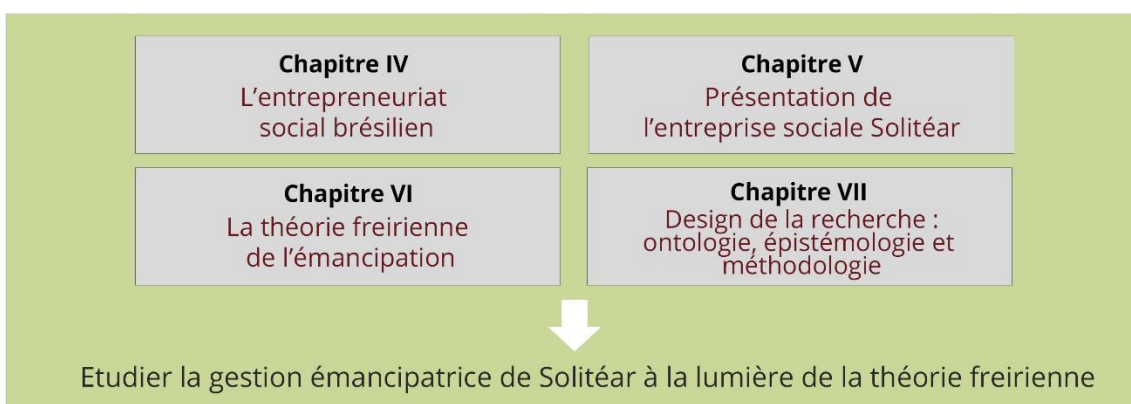 Chapitre IV
L'entrepreneuriat
social brésilien
Chapitre V
Présentation de
l'entreprise sociale Solitéar
Chapitre VI
La théorie freirienne
de l'émancipation
Chapitre VII
Design de la recherche :
ontologie, épistémologie et
méthodologie
Etudier la gestion émancipatrice de Solitéar à la lumière de la théorie freirienne